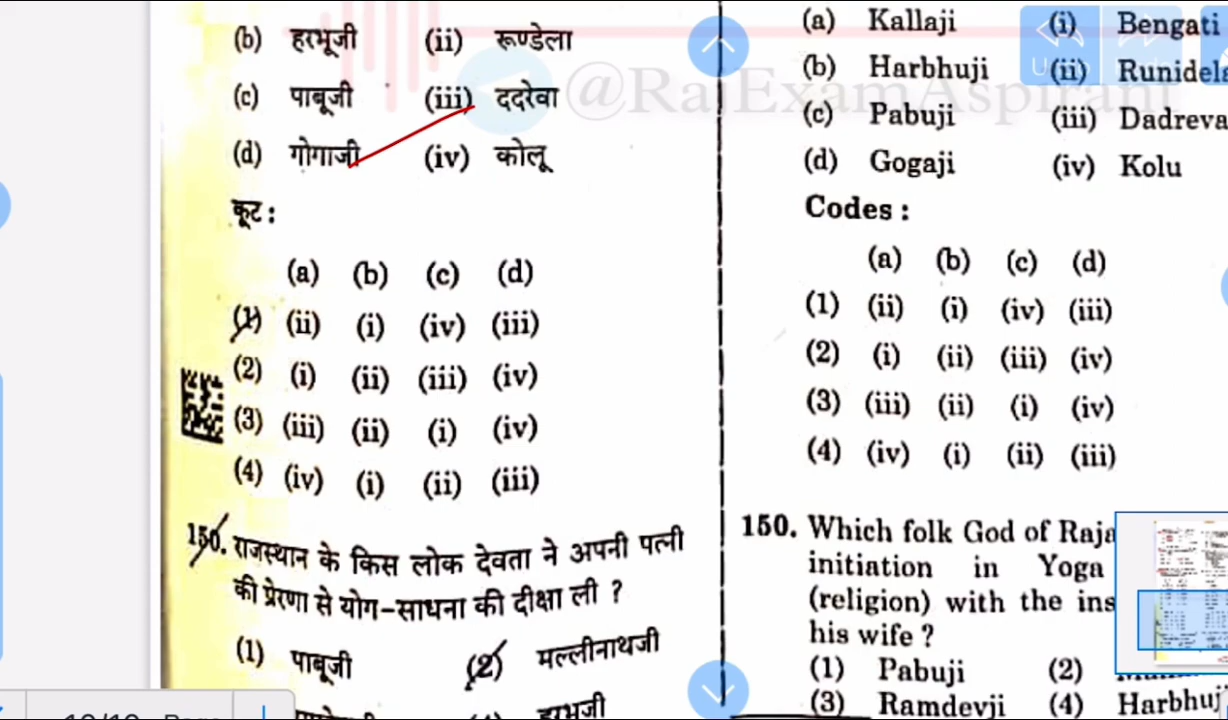 (b) हरभूजी (ii) रूण्डेला
(c) पाबूजी (iii) ददरेवा
(d) गोगाजी (iv) कोलू
कूट :
(a) (b) (c) (d)
(1) (ii) (i) (iv) (iii)
(2) (i) (ii) (iii) (iv)
(3) (iii) (ii) (i) (iv)
(4) (iv) (i) (ii) (iii)
150. राजस्थान के किस लोक देवता ने अपनी पत्नी
की प्रेरणा से योग-साधना की दीक्षा ली ?
(1) पाबूजी (2) मल्लीनाथजी
(a) Kallaji (i) Bengati
(b) Harbhuji (ii) Runidela
(c) Pabuji (iii) Dadreva
(d) Gogaji (iv) Kolu
Codes :
(a) (b) (c) (d)
(1) (ii) (i) (iv) (iii)
(2) (i) (ii) (iii) (iv)
(3) (iii) (ii) (i) (iv)
(4) (iv) (i) (ii) (iii)
150. Which folk God of Raja
initiation in Yoga
(religion) with the ins
his wife ?
(1) Pabuji (2)
(3) Ramdevji (4) Harbhuj
@RajExamAspirant